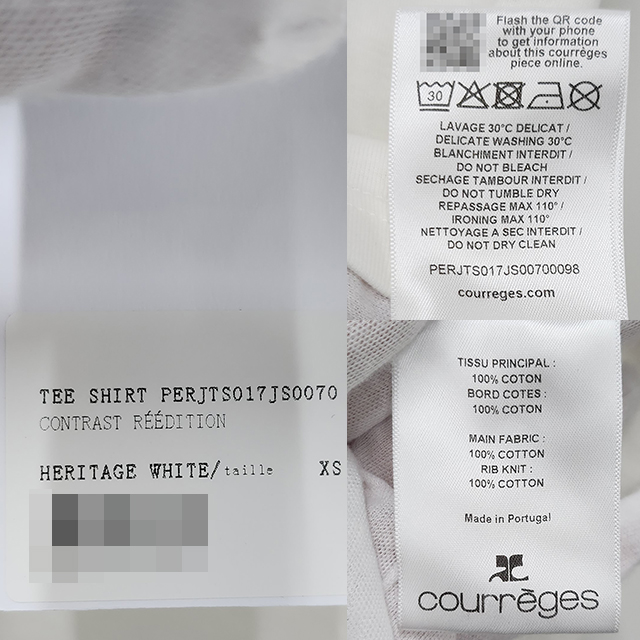 TEE SHIRT PERJTS017JS0070
CONTRAST RÉÉDITION
HERITAGE WHITE/taille XS
Flash the QR code
with your phone
to get information
about this courrèges
piece online.
30
LAVAGE 30°C DELICAT /
DELICATE WASHING 30°C
BLANCHIMENT INTERDIT /
DO NOT BLEACH
SECHAGE TAMBOUR INTERDIT /
DO NOT TUMBLE DRY
REPASSAGE MAX 110° /
IRONING MAX 110°
NETTOYAGE A SEC INTERDIT /
DO NOT DRY CLEAN
PERJTS017JS00700098
courreges.com
TISSU PRINCIPAL :
100% COTON
BORD COTES :
100% COTON
MAIN FABRIC :
100% COTTON
RIB KNIT :
100% COTTON
Made in Portugal
courrèges